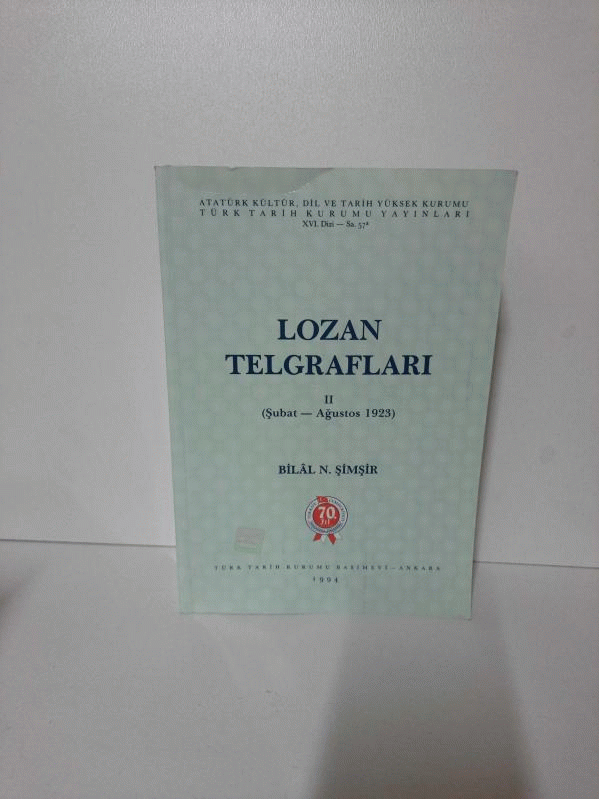 ATATÜRK KÜLTÜR, DİL VE TARİH YÜKSEK KURUMU
TÜRK TARİH KURUMU YAYINLARI
XVI. Dizi — Sa. 57ª
LOZAN
TELGRAFLARI
II
(Şubat — Ağustos 1923)
BİLÂL N. ŞİMŞİR
70.
yıl
TÜRK TARİH KURUMU BASIMEVİ – ANKARA
1994